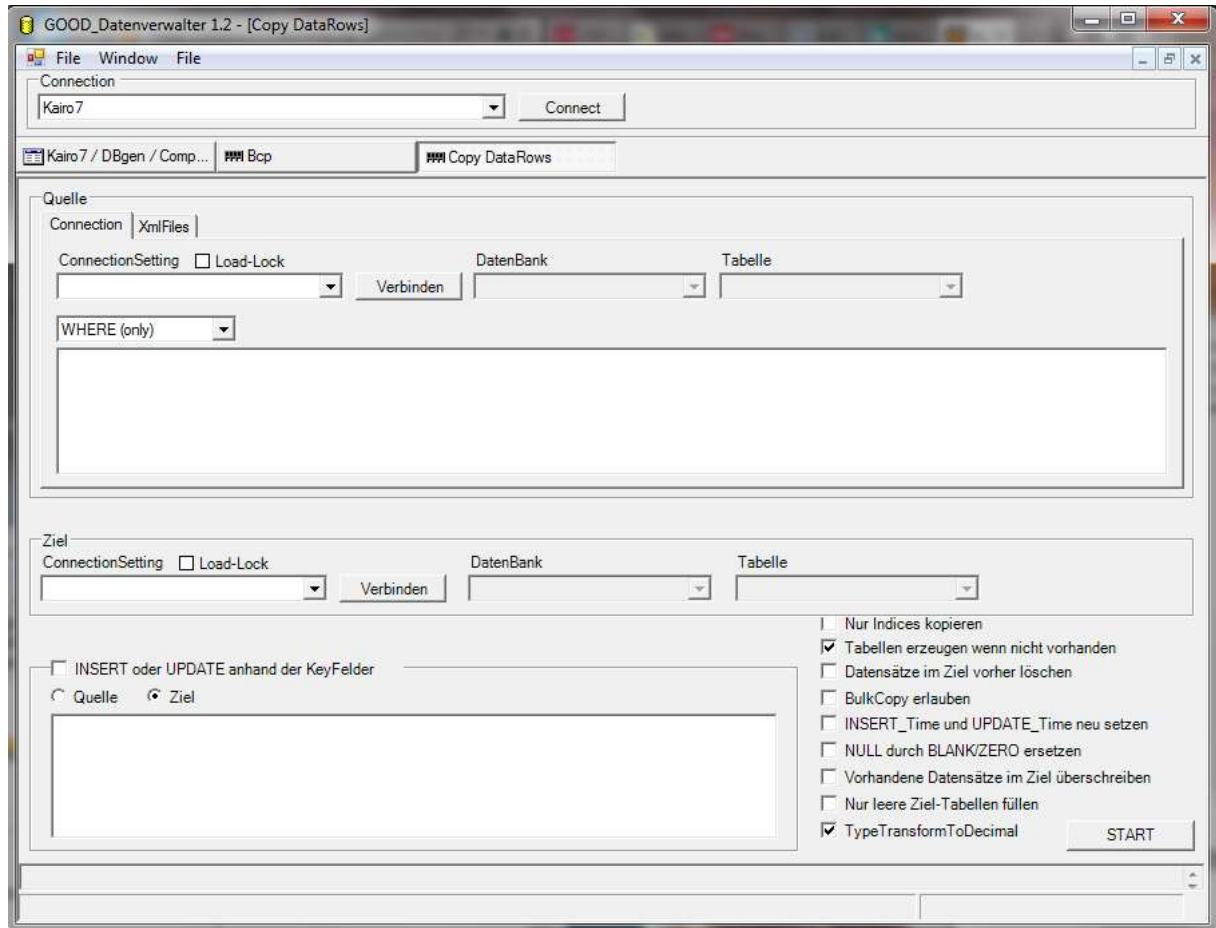 GOOD_Datenverwalter 1.2 - [Copy DataRows]
File Window File
Connection
Kairo7 Connect
Kairo7 / DBgen / Comp... Bcp Copy DataRows
Quelle
Connection XmlFiles
ConnectionSetting Load-Lock DatenBank Tabelle
Verbinden
WHERE (only)
Ziel
ConnectionSetting Load-Lock DatenBank Tabelle
Verbinden
INSERT oder UPDATE anhand der KeyFelder
Quelle Ziel
Nur Indices kopieren
Tabellen erzeugen wenn nicht vorhanden
Datensätze im Ziel vorher löschen
BulkCopy erlauben
INSERT_Time und UPDATE_Time neu setzen
NULL durch BLANK/ZERO ersetzen
Vorhandene Datensätze im Ziel überschreiben
Nur leere Ziel-Tabellen füllen
TypeTransformToDecimal START